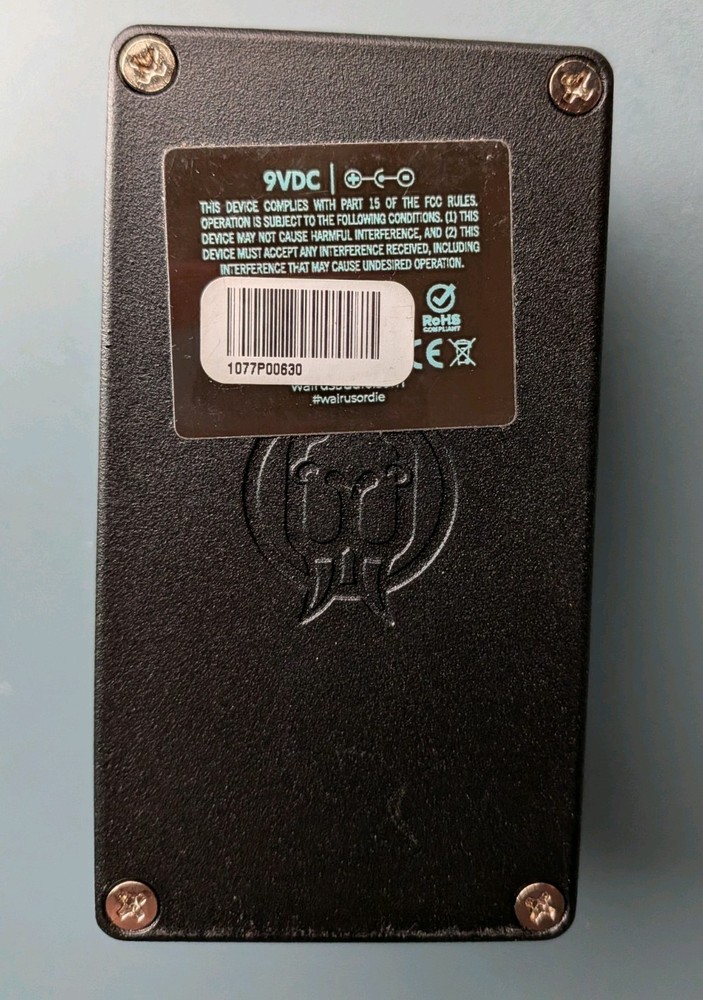 9VDC
THIS DEVICE COMPLIES WITH PART 15 OF THE FCC RULES.
OPERATION IS SUBJECT TO THE FOLLOWING CONDITIONS. (1) THIS
DEVICE MAY NOT CAUSE HARMFUL INTERFERENCE, AND (2) THIS
DEVICE MUST ACCEPT ANY INTERFERENCE RECEIVED, INCLUDING
INTERFERENCE THAT MAY CAUSE UNDESIRED OPERATION.
RoHS
COMPLIANT
CE
1077P00630
#walrusordie